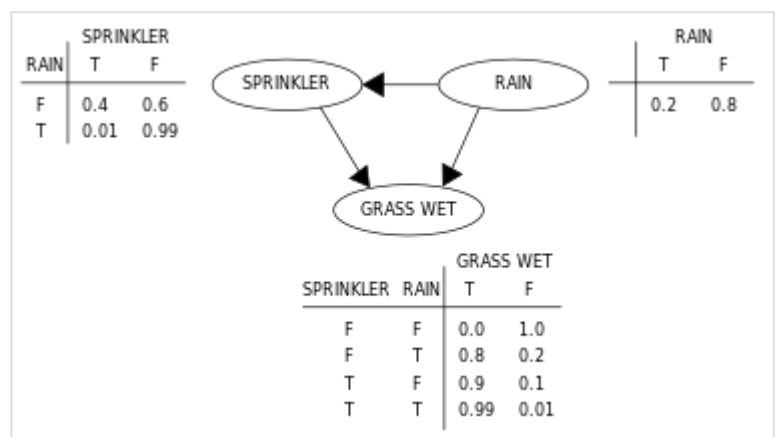 SPRINKLER
RAIN T F
F 0.4 0.6
T 0.01 0.99
SPRINKLER
RAIN
RAIN
T F
0.2 0.8
GRASS WET
GRASS WET
SPRINKLER RAIN T F
F F 0.0 1.0
F T 0.8 0.2
T F 0.9 0.1
T T 0.99 0.01